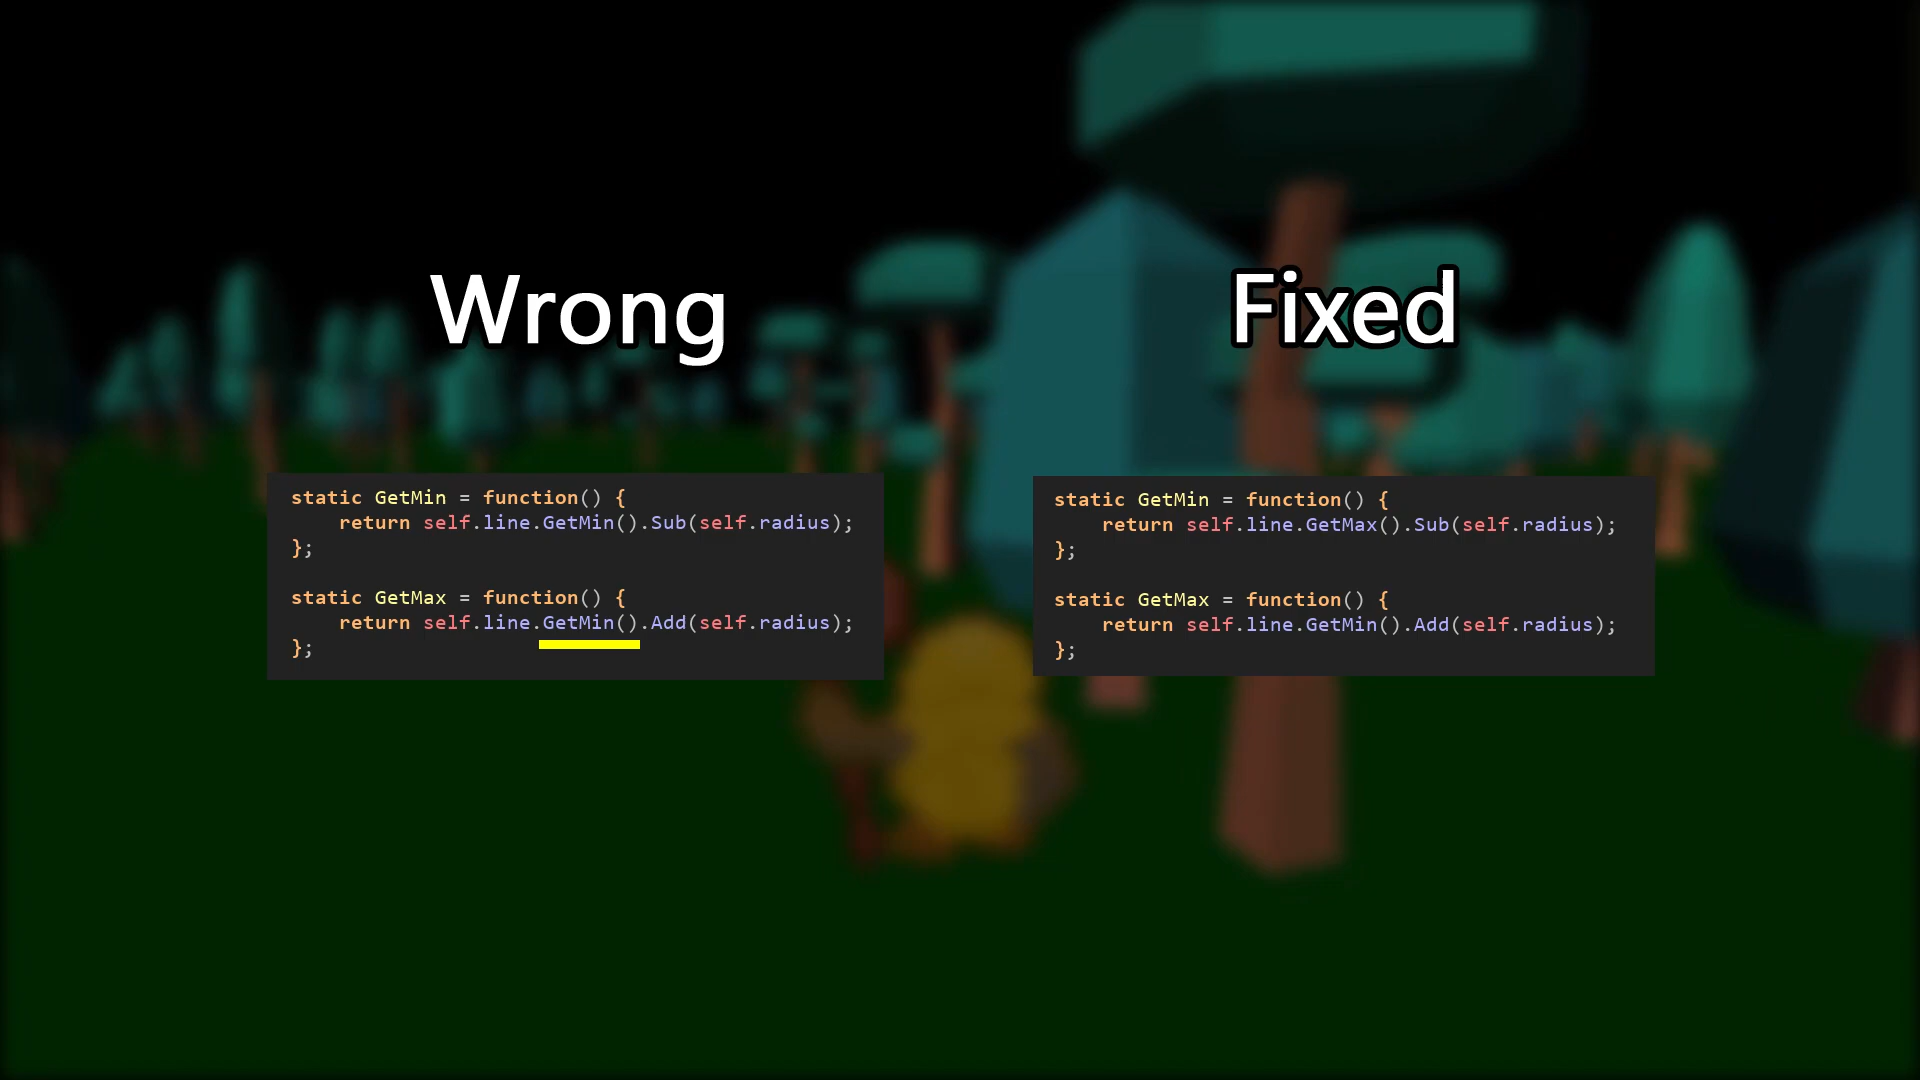 Wrong
static GetMin = function() {
    return self.line.GetMin().Sub(self.radius);
};
static GetMax = function() {
    return self.line.GetMin().Add(self.radius);
};
Fixed
static GetMin = function() {
    return self.line.GetMax().Sub(self.radius);
};
static GetMax = function() {
    return self.line.GetMin().Add(self.radius);
};